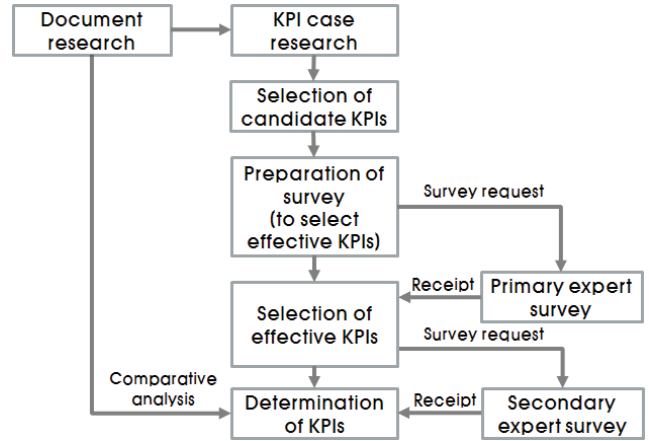 Document
research
KPI case
research
Selection of
candidate KPIs
Preparation of
survey
(to select
effective KPIs)
Survey request
Receipt
Primary expert
survey
Selection of
effective KPIs
Survey request
Comparative
analysis
Determination
of KPIs
Receipt
Secondary
expert survey